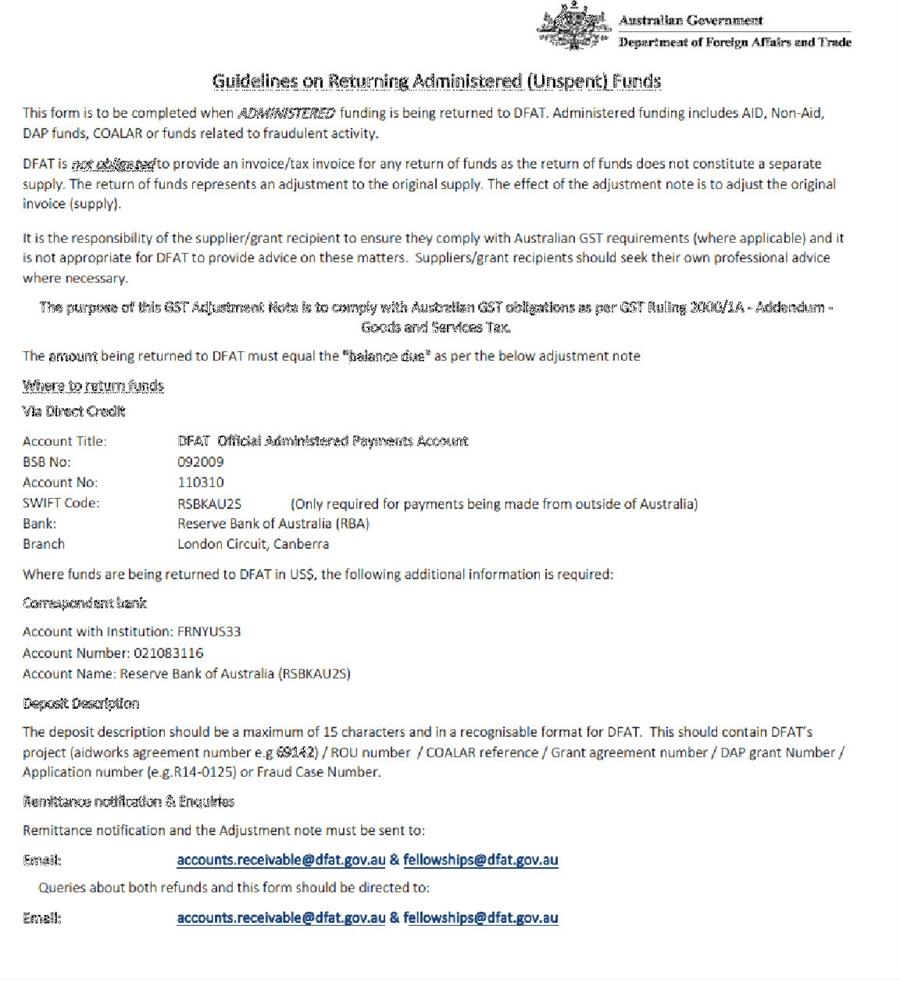 Australian Government
Department of Foreign Affairs and Trade
Guidelines on Returning Administered (Unspent) Funds
This form is to be completed when ADMINISTERED funding is being returned to DFAT. Administered funding includes AID, Non-Aid,
DAP funds, COALAR or funds related to fraudulent activity.
DFAT is not obligated to provide an invoice/tax invoice for any return of funds as the return of funds does not constitute a separate
supply. The return of funds represents an adjustment to the original supply. The effect of the adjustment note is to adjust the original
invoice (supply).
It is the responsibility of the supplier/grant recipient to ensure they comply with Australian GST requirements (where applicable) and it
is not appropriate for DFAT to provide advice on these matters. Suppliers/grant recipients should seek their own professional advice
where necessary.
The purpose of this GST Adjustment Note is to comply with Australian GST obligations as per GST Ruling 2000/1A - Addendum -
Goods and Services Tax.
The amount being returned to DFAT must equal the "balance due" as per the below adjustment note
Where to return funds
Via Direct Credit
Account Title: DFAT Official Administered Payments Account
BSB No: 092009
Account No: 110310
SWIFT Code: RSBKAU2S (Only required for payments being made from outside of Australia)
Bank: Reserve Bank of Australia (RBA)
Branch London Circuit, Canberra
Where funds are being returned to DFAT in US$, the following additional information is required:
Correspondent bank
Account with Institution: FRNYUS33
Account Number: 021083116
Account Name: Reserve Bank of Australia (RSBKAU2S)
Deposit Description
The deposit description should be a maximum of 15 characters and in a recognisable format for DFAT. This should contain DFAT's
project (aidworks agreement number e.g 69142) / ROU number / COALAR reference / Grant agreement number / DAP grant Number /
Application number (e.g.R14-0125) or Fraud Case Number.
Remittance notification & Enquiries
Remittance notification and the Adjustment note must be sent to:
Email: accounts.receivable@dfat.gov.au & fellowships@dfat.gov.au
Queries about both refunds and this form should be directed to:
Email: accounts.receivable@dfat.gov.au & fellowships@dfat.gov.au